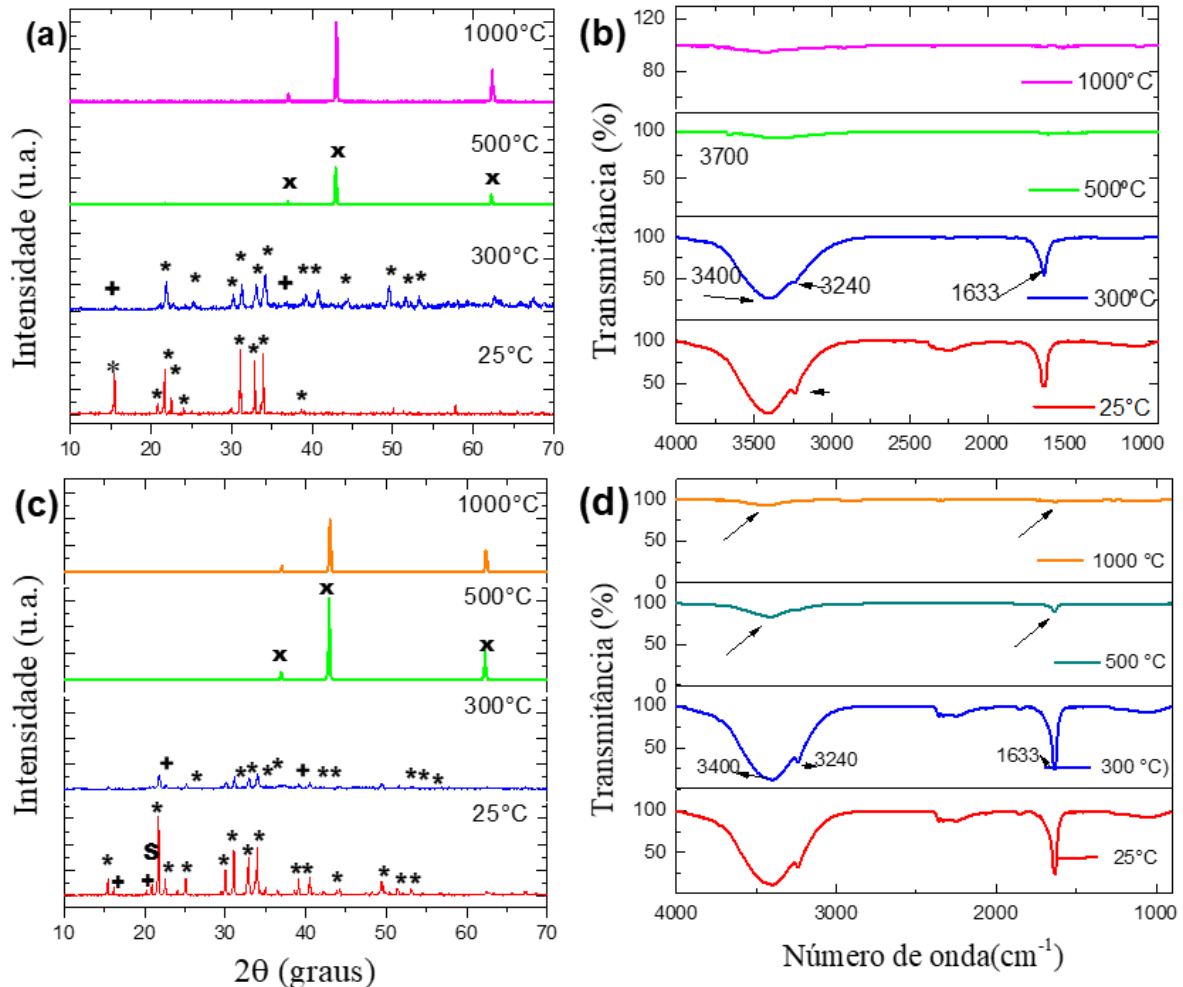 (a)
Intensidade (u.a.)
1000°C
500°C
x
x
x
300°C
+ * * * * * * + * * * * * *
25°C
* * * * * * * * *
10 20 30 40 50 60 70
(b)
Transmitância (%)
120
80
1000°C
100
50
3700
500ºC
100
50
3400
3240
1633
300ºC
100
50
25°C
4000 3500 3000 2500 2000 1500 1000
(c)
Intensidade (u.a.)
1000°C
500°C
x
x
x
300°C
+ * * * * * + * * * * *
25°C
* + + S * * * * * * * * * * * * *
10 20 30 40 50 60 70
2θ (graus)
(d)
Transmitância (%)
100
50
0
1000 °C
100
50
0
500 °C
100
50
3400
3240
1633
300 °C)
100
50
25°C
4000 3000 2000 1000
Número de onda(cm-1)